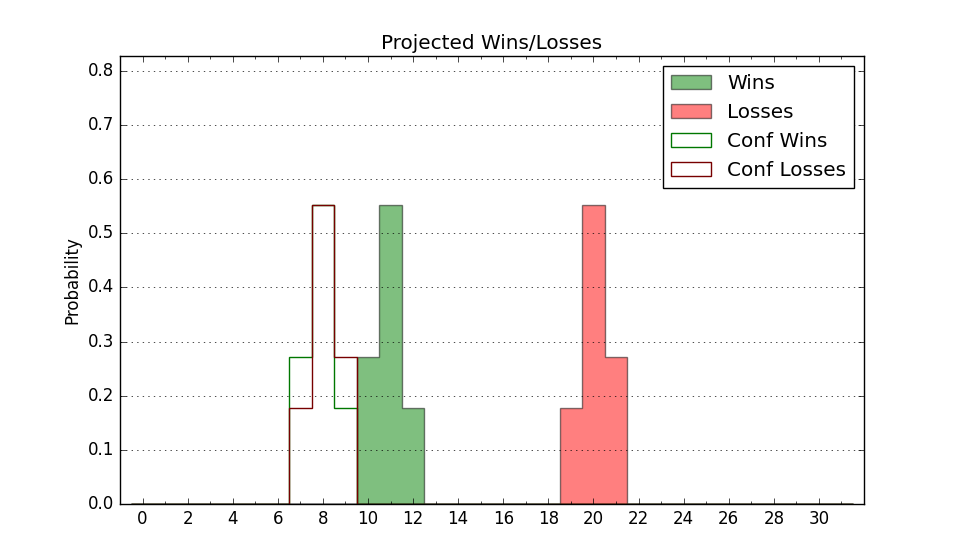 Projected Wins/Losses
0.8
0.7
0.6
0.5
0.4
0.3
0.2
0.1
0.0
Probability
Wins
Losses
Conf Wins
Conf Losses
0 2 4 6 8 10 12 14 16 18 20 22 24 26 28 30